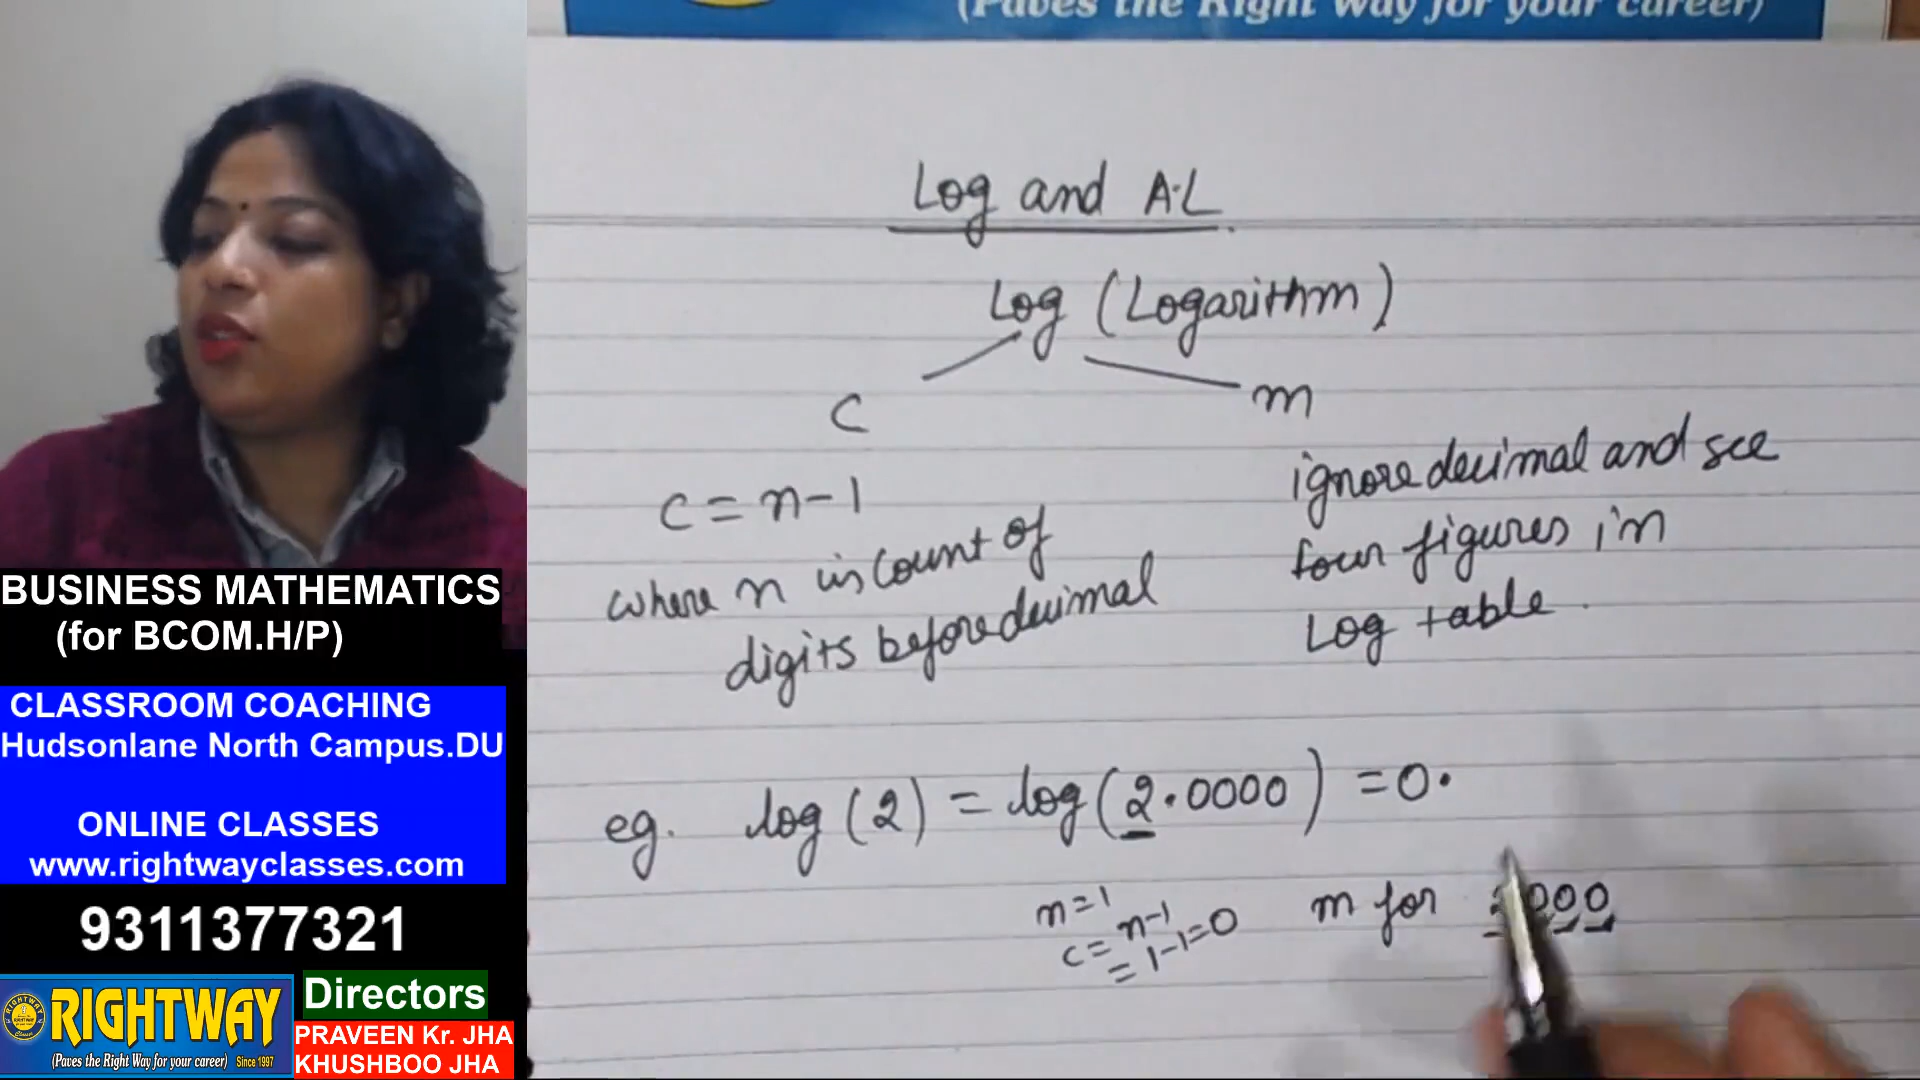 (Paves the Right Way for your career)
Log and A.L
Log (Logarithm)
C
m
C = n-1
where n is count of
digits before decimal
ignore decimal and see
four figures in
Log table.
eg. log(2) = log(2.0000) = 0.
n=1
C = n-1
= 1-1=0
m for 2000
BUSINESS MATHEMATICS
(for BCOM.H/P)
CLASSROOM COACHING
Hudsonlane North Campus.DU
ONLINE CLASSES
www.rightwayclasses.com
9311377321
RIGHTWAY
(Paves the Right Way for your career) Since 1997
Directors
PRAVEEN Kr. JHA
KHUSHBOO JHA